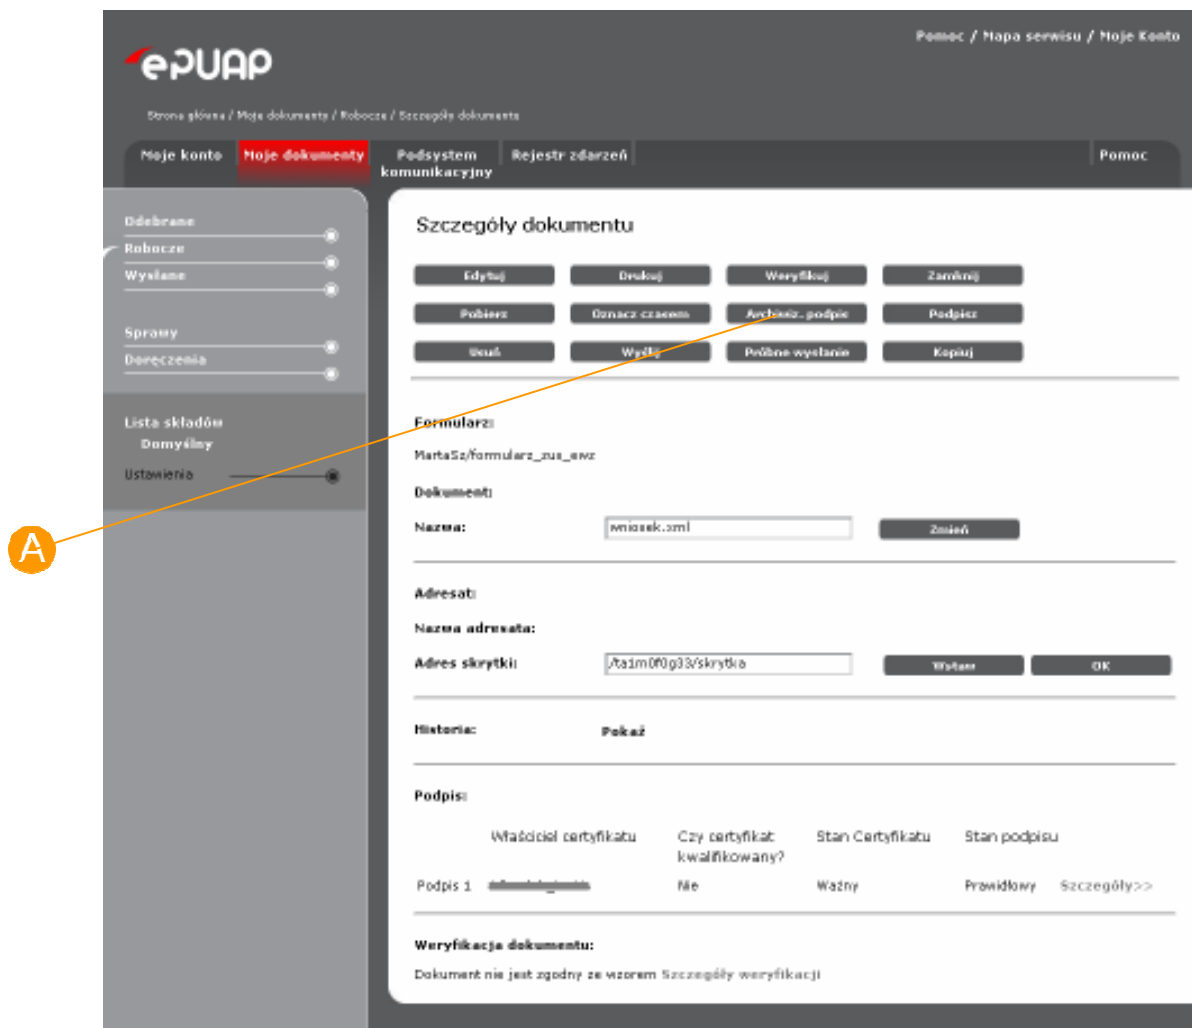 Pomoc / Mapa serwisu / Moje Konto
ePUAP
Strona główna / Moje dokumenty / Robocze / Szczegóły dokumentu
Moje konto
Moje dokumenty
Podsystem
komunikacyjny
Rejestr zdarzeń
Pomoc
Odebrane
Robocze
Wysłane
Sprawy
Doręczenia
Lista składów
Domyślny
Ustawienia
A
Szczegóły dokumentu
Edytuj Drukuj Weryfikuj Zamknij
Pobierz Oznacz czasem Archiwiz. podpis Podpisz
Usuń Wyślij Próbne wysłanie Kopiuj
Formularz:
MartaSz/formularz_zus_ewz
Dokument:
Nazwa: wniosek.xml Zmień
Adresat:
Nazwa adresata:
Adres skrytki: /ta1m0f0g33/skrytka Wstaw OK
Historia: Pokaż
Podpis:
Właściciel certyfikatu Czy certyfikat Stan Certyfikatu Stan podpisu
kwalifikowany?
Podpis 1 Nie Ważny Prawidłowy Szczegóły>>
Weryfikacja dokumentu:
Dokument nie jest zgodny ze wzorem Szczegóły weryfikacji